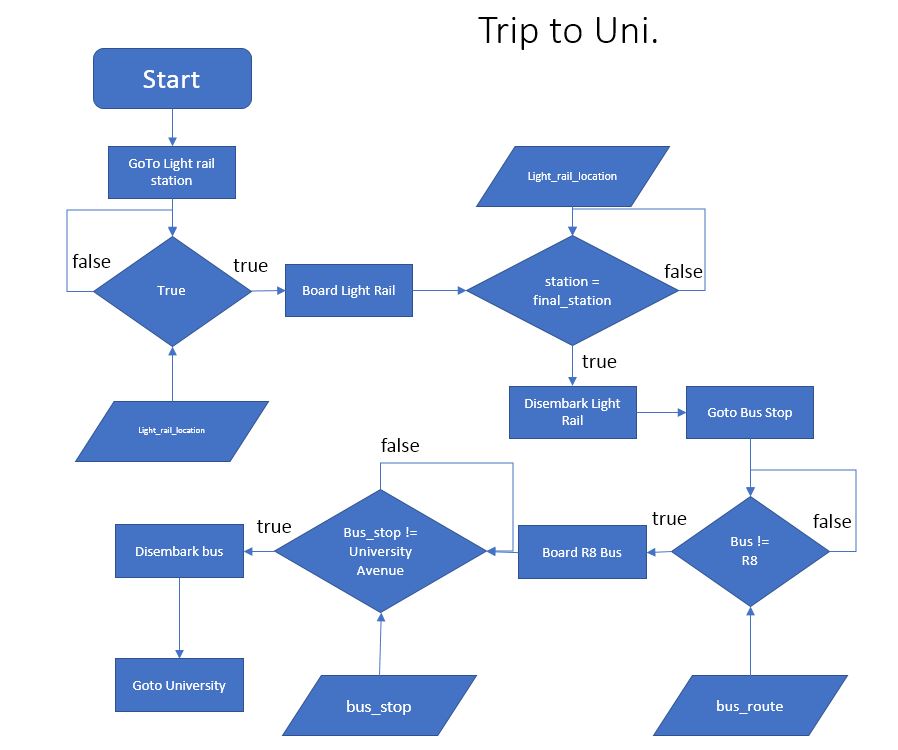 Trip to Uni.
Start
GoTo Light rail
station
false
True
true
Light_rail_location
Board Light Rail
Light_rail_location
station =
final_station
false
true
Disembark Light
Rail
Goto Bus Stop
Bus !=
R8
false
true
bus_route
Board R8 Bus
false
Bus_stop !=
University
Avenue
true
bus_stop
Disembark bus
Goto University